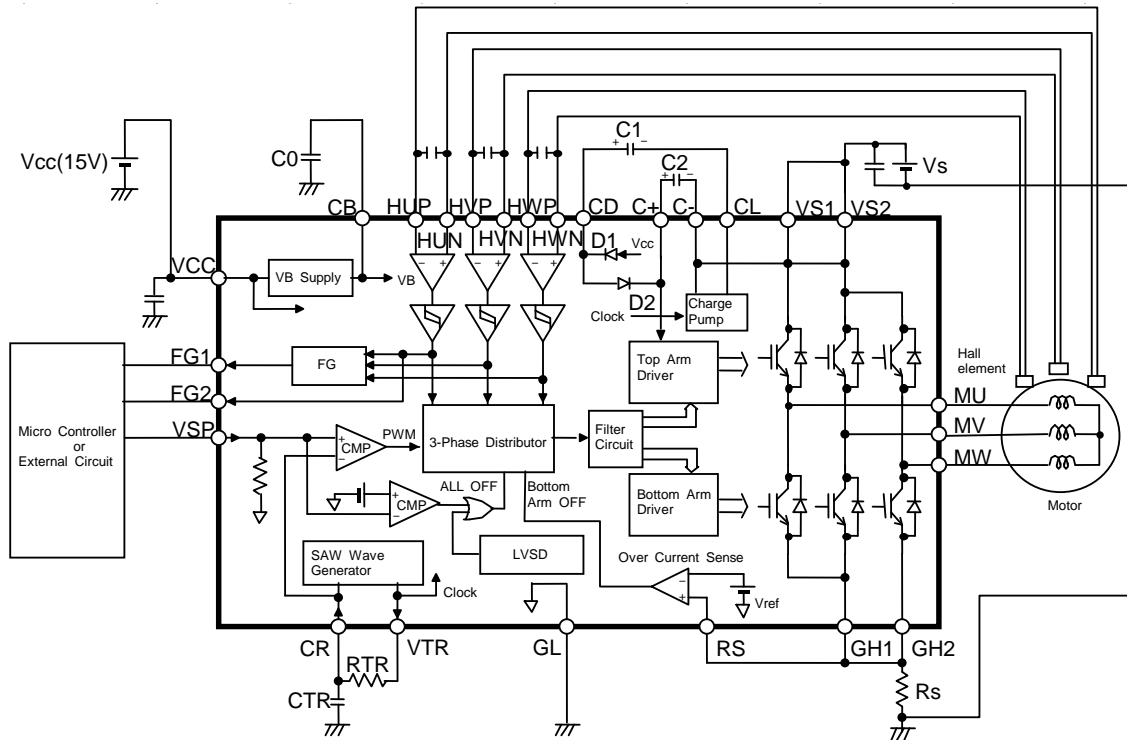 C1
+
−
Vcc(15V)
C0
C2
+
−
Vs
CB
HUP
HVP
HWP
CD
C+
C-
CL
VS1
VS2
HUN
HVN
HWN
D1
Vcc
VCC
VB Supply
VB
− +
− +
− +
D2
Clock
Charge
Pump
FG1
FG
Top Arm
Driver
Hall
element
FG2
MU
Micro Controller
or
External Circuit
VSP
+
−
CMP
PWM
3-Phase Distributor
Filter
Circuit
MV
MW
ALL OFF
Bottom
Arm OFF
+
−
CMP
Bottom Arm
Driver
Motor
SAW Wave
Generator
LVSD
Over Current Sense
−
+
Clock
Vref
CR
VTR
GL
RS
GH1
GH2
RTR
CTR
Rs